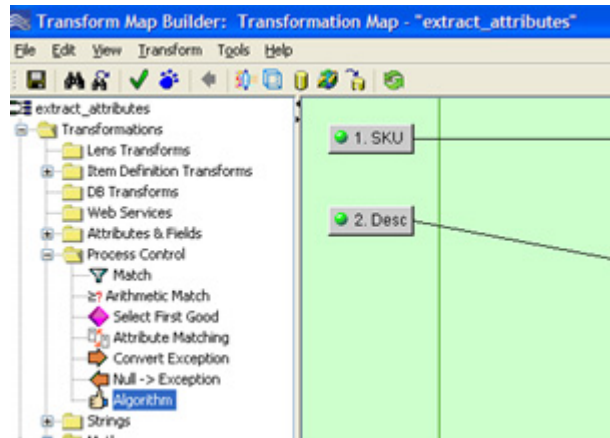 Transform Map Builder: Transformation Map - "extract_attributes"
File Edit View Transform Tools Help
extract_attributes
Transformations
Lens Transforms
Item Definition Transforms
DB Transforms
Web Services
Attributes & Fields
Process Control
Match
≥? Arithmetic Match
Select First Good
Attribute Matching
Convert Exception
Null -> Exception
Algorithm
Strings
1. SKU
2. Desc